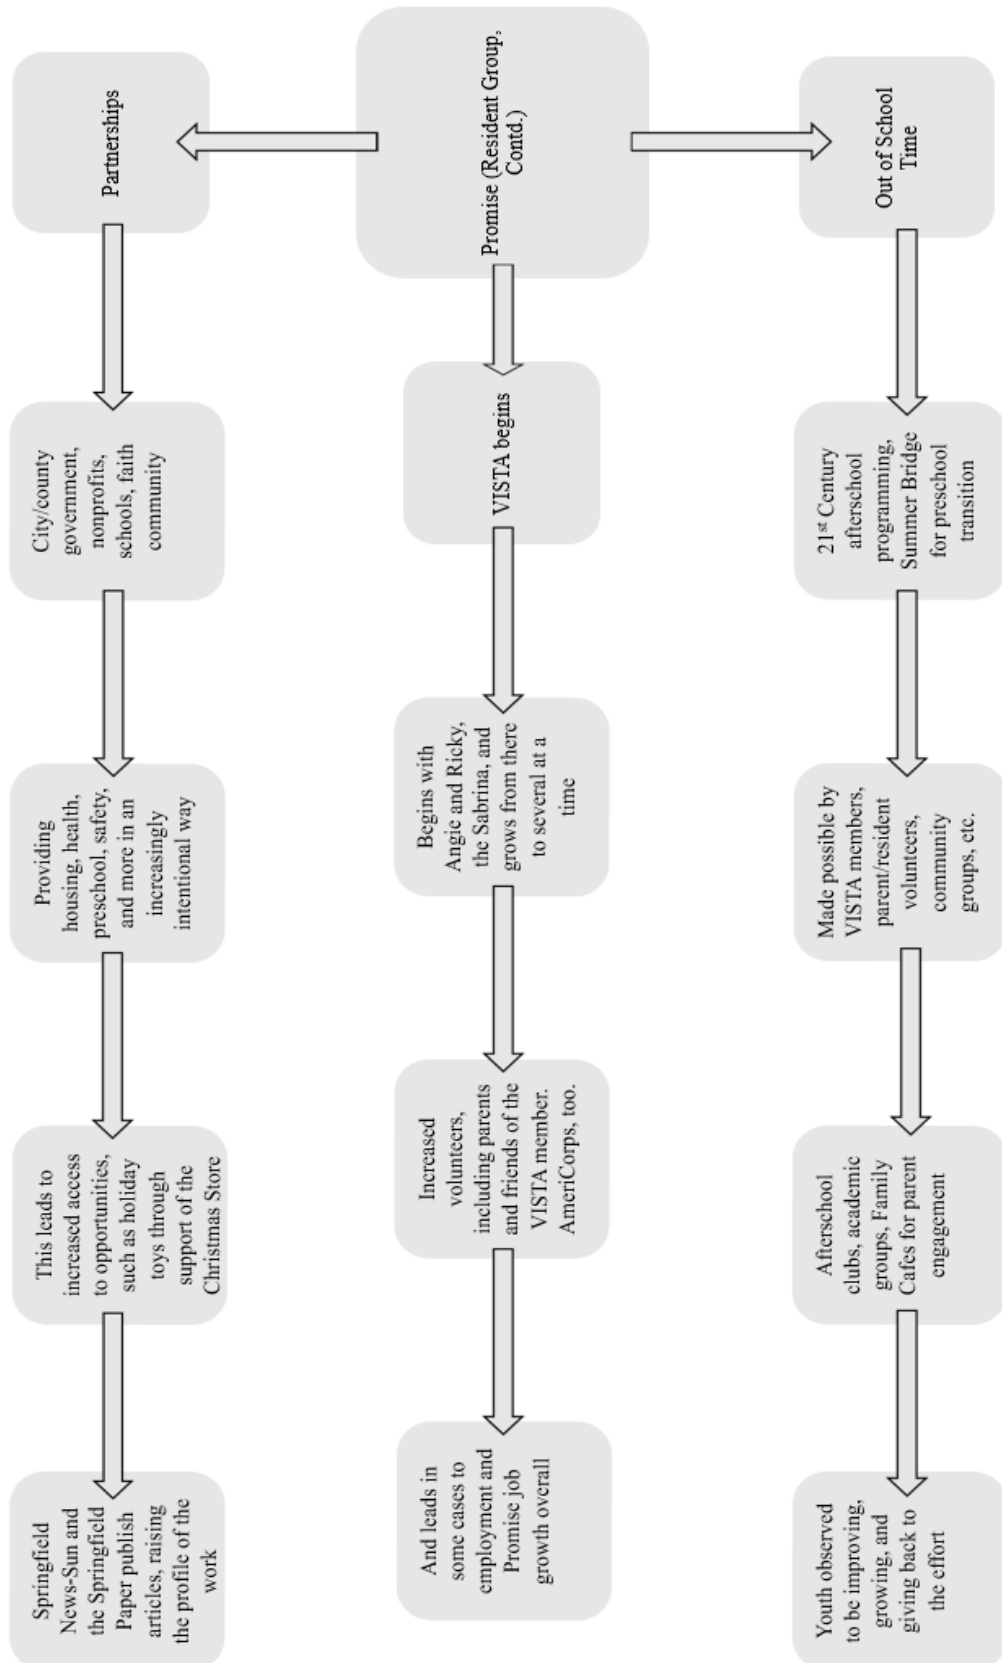 Partnerships
City/county
government,
nonprofits,
schools, faith
community
Providing
housing, health,
preschool, safety,
and more in an
increasingly
intentional way
This leads to
increased access
to opportunities,
such as holiday
toys through
support of the
Christmas Store
Springfield
News-Sun and
the Springfield
Paper publish
articles, raising
the profile of the
work
Promise (Resident Group,
Contd.)
VISTA begins
Begins with
Angie and Ricky,
the Sabrina, and
grows from there
to several at a
time
Increased
volunteers,
including parents
and friends of the
VISTA member.
AmeriCorps, too.
And leads in
some cases to
employment and
Promise job
growth overall
Out of School
Time
21st Century
afterschool
programming,
Summer Bridge
for preschool
transition
Made possible by
VISTA members,
parent/resident
volunteers,
community
groups, etc.
Afterschool
clubs, academic
groups, Family
Cafes for parent
engagement
Youth observed
to be improving,
growing, and
giving back to
the effort